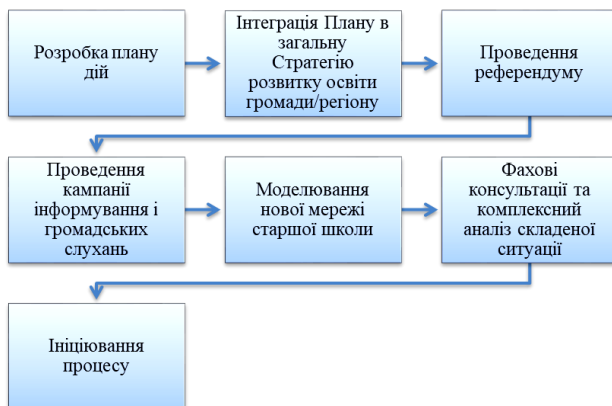 Розробка плану
дій
Інтеграція Плану в
загальну
Стратегію
розвитку освіти
громади/регіону
Проведення
референдуму
Проведення
кампанії
інформування і
громадських
слухань
Моделювання
нової мережі
старшої школи
Фахові
консультації та
комплексний
аналіз складеної
ситуації
Ініціювання
процесу